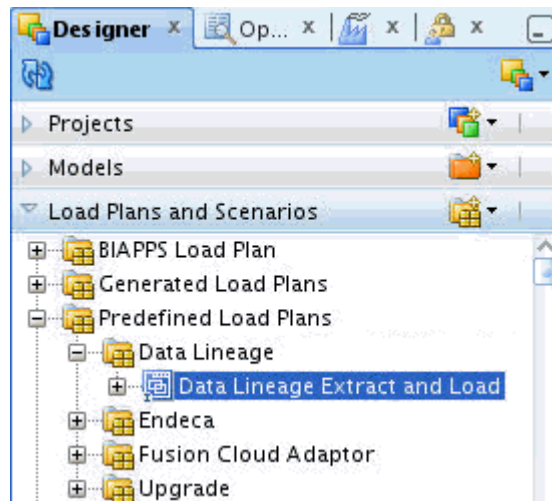 Designer x Op... x x x
Projects
Models
Load Plans and Scenarios
BIAPPS Load Plan
Generated Load Plans
Predefined Load Plans
Data Lineage
Data Lineage Extract and Load
Endeca
Fusion Cloud Adaptor
Upgrade